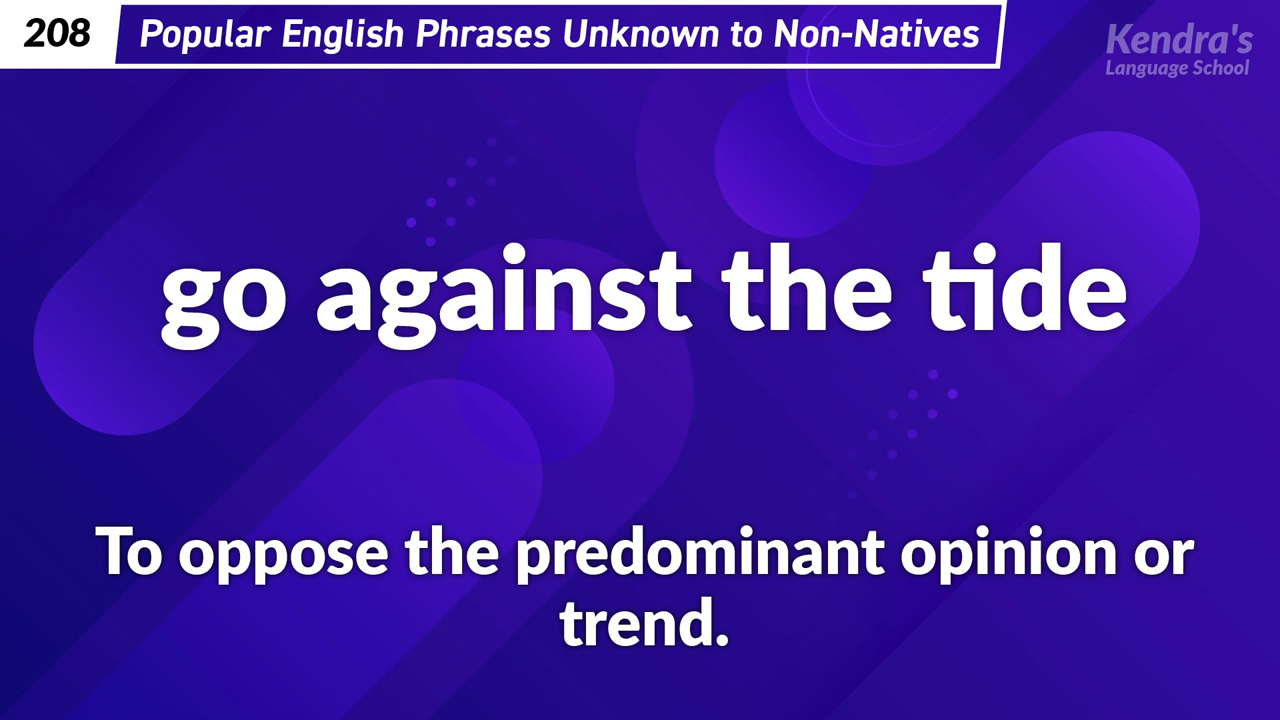 208
Popular English Phrases Unknown to Non-Natives
Kendra's
Language School
go against the tide
To oppose the predominant opinion or
trend.